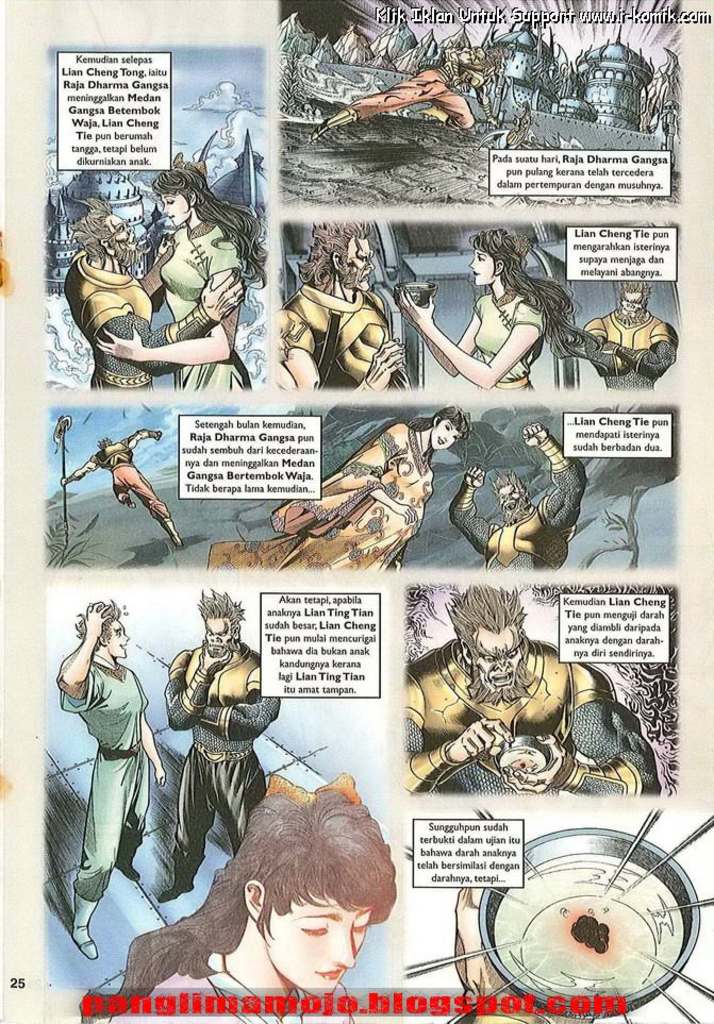 Klik Iklan Untuk Support www.i-komik.com
Kemudian selepas
Lian Cheng Tong, iaitu
Raja Dharma Gangsa
meninggalkan Medan
Gangsa Betembok
Waja, Lian Cheng
Tie pun berumah
tangga, tetapi belum
dikurniakan anak.
Pada suatu hari, Raja Dharma Gangsa
pun pulang kerana telah tercedera
dalam pertempuran dengan musuhnya.
Lian Cheng Tie pun
mengarahkan isterinya
supaya menjaga dan
melayani abangnya.
Setengah bulan kemudian,
Raja Dharma Gangsa pun
sudah sembuh dari kecederaan-
nya dan meninggalkan Medan
Gangsa Betembok Waja.
Tidak berapa lama kemudian...
...Lian Cheng Tie pun
mendapati isterinya
sudah berbadan dua.
Akan tetapi, apabila
anaknya Lian Ting Tian
sudah besar, Lian Cheng
Tie pun mulai mencurigai
bahawa dia bukan anak
kandungnya kerana
lagi Lian Ting Tian
itu amat tampan.
Kemudian Lian Cheng
Tie pun menguji darah
yang diambil daripada
anaknya dengan darah-
nya diri sendirinya.
Sungguhpun sudah
terbukti dalam ujian itu
bahawa darah anaknya
telah bersimilasi dengan
darahnya, tetapi...
25
panglimamojo.blogspot.com